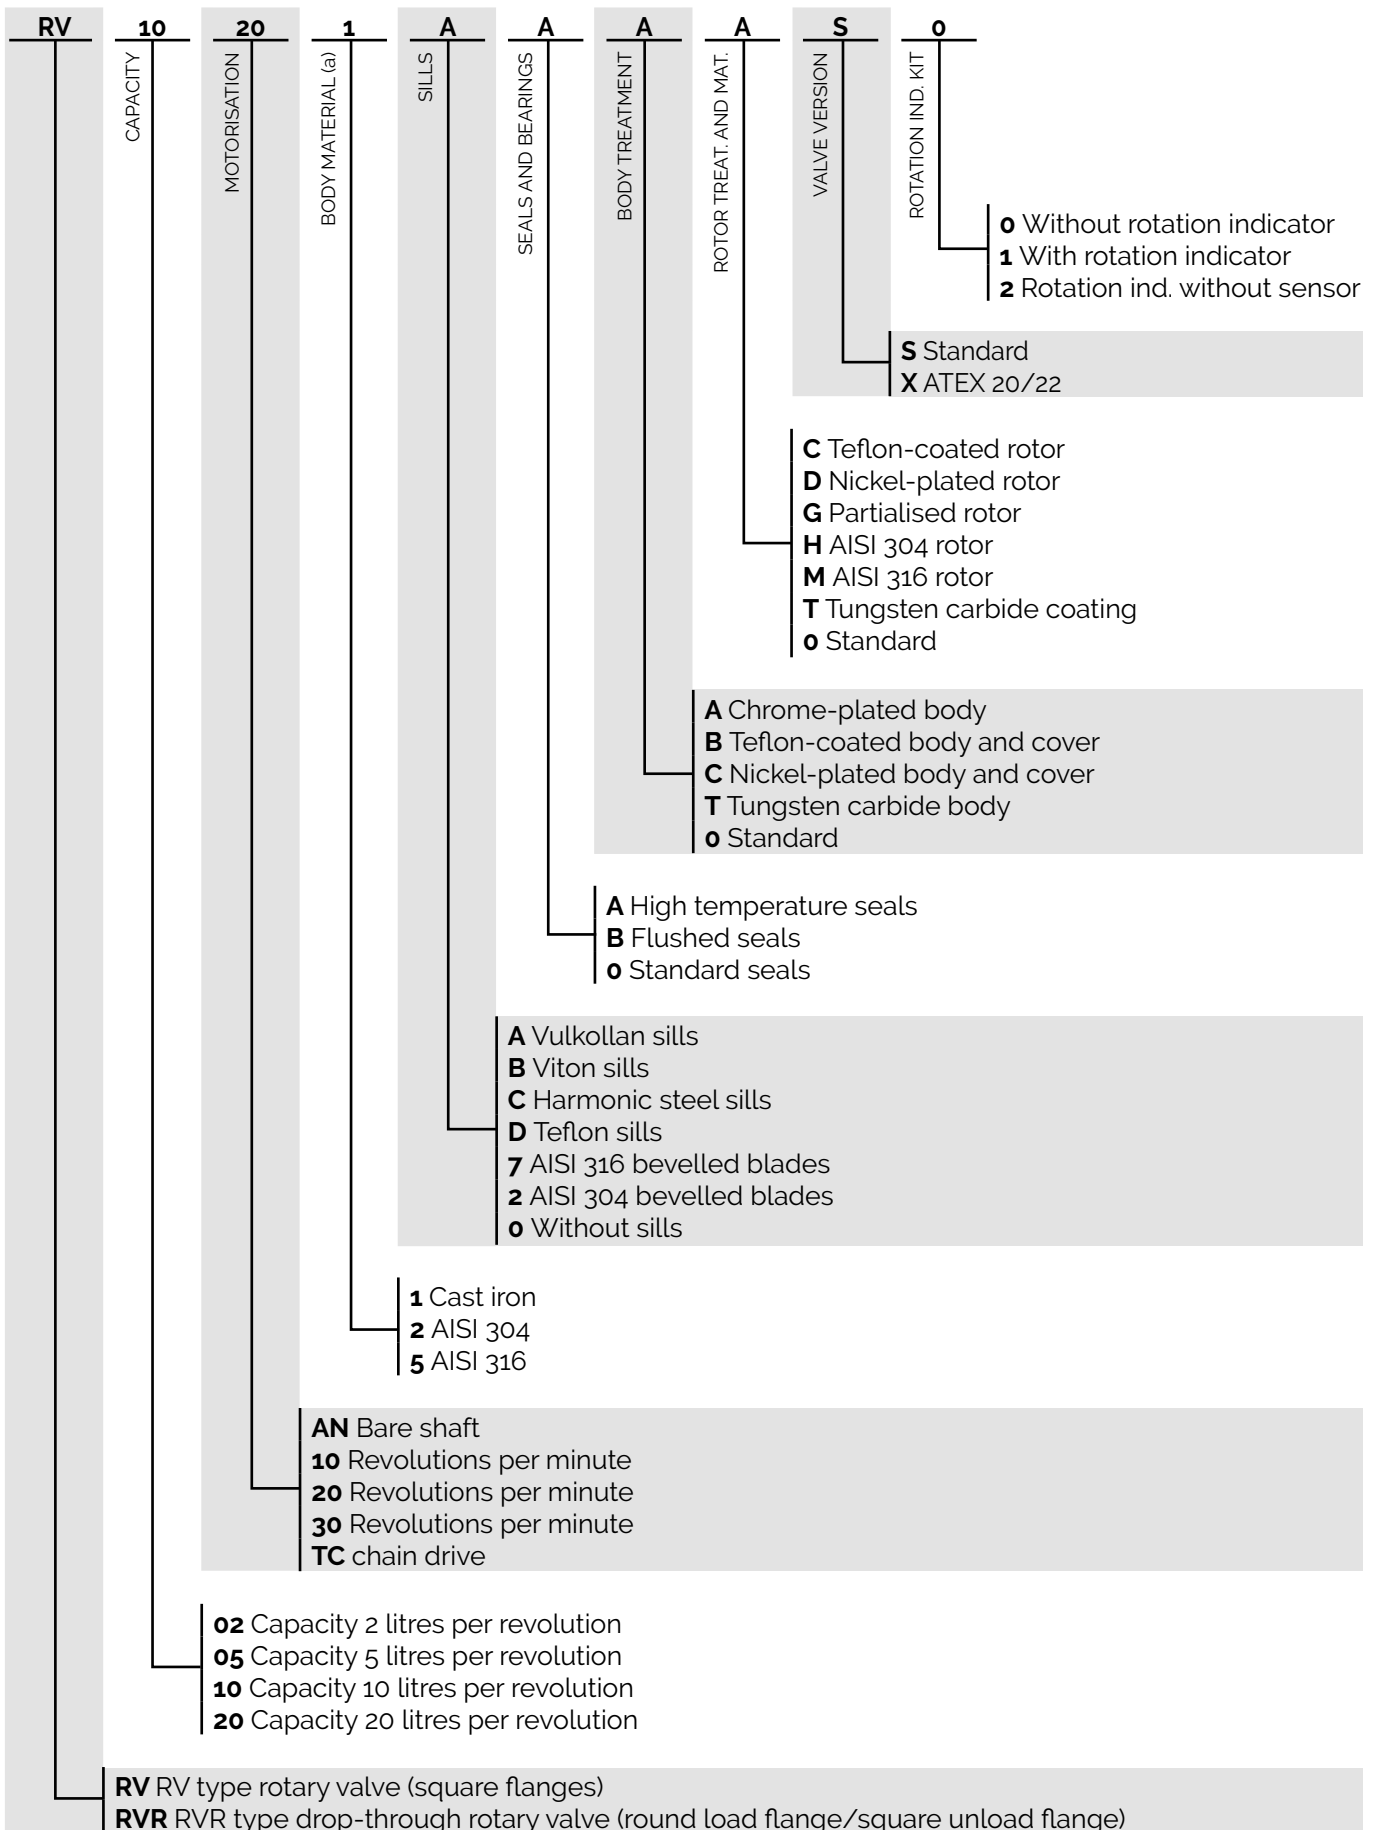 RV 10 20 1 A A A A S 0
CAPACITY
MOTORISATION
BODY MATERIAL (a)
SILLS
SEALS AND BEARINGS
BODY TREATMENT
ROTOR TREAT. AND MAT.
VALVE VERSION
ROTATION IND. KIT
0 Without rotation indicator
1 With rotation indicator
2 Rotation ind. without sensor
S Standard
X ATEX 20/22
C Teflon-coated rotor
D Nickel-plated rotor
G Partialised rotor
H AISI 304 rotor
M AISI 316 rotor
T Tungsten carbide coating
0 Standard
A Chrome-plated body
B Teflon-coated body and cover
C Nickel-plated body and cover
T Tungsten carbide body
0 Standard
A High temperature seals
B Flushed seals
0 Standard seals
A Vulkollan sills
B Viton sills
C Harmonic steel sills
D Teflon sills
7 AISI 316 bevelled blades
2 AISI 304 bevelled blades
0 Without sills
1 Cast iron
2 AISI 304
5 AISI 316
AN Bare shaft
10 Revolutions per minute
20 Revolutions per minute
30 Revolutions per minute
TC chain drive
02 Capacity 2 litres per revolution
05 Capacity 5 litres per revolution
10 Capacity 10 litres per revolution
20 Capacity 20 litres per revolution
RV RV type rotary valve (square flanges)
RVR RVR type drop-through rotary valve (round load flange/square unload flange)